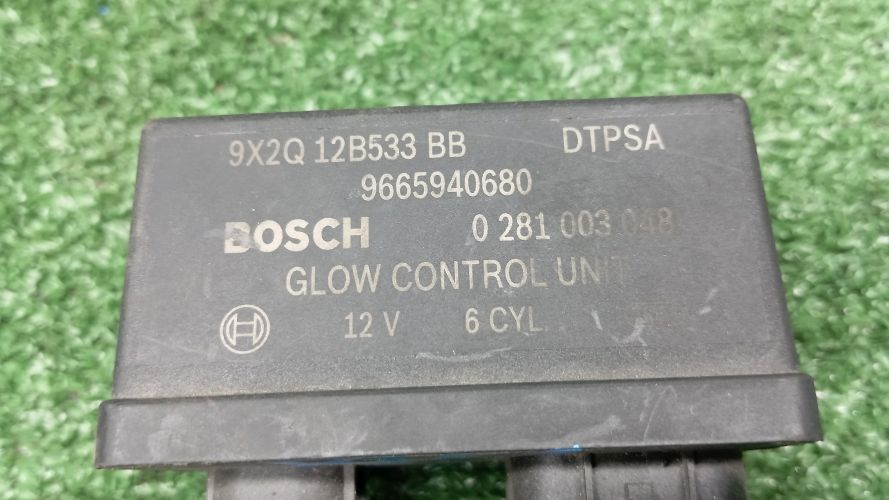 9X2Q 12B533 BB DTPSA
9665940680
BOSCH 0 281 003 048
GLOW CONTROL UNIT
12 V 6 CYL.